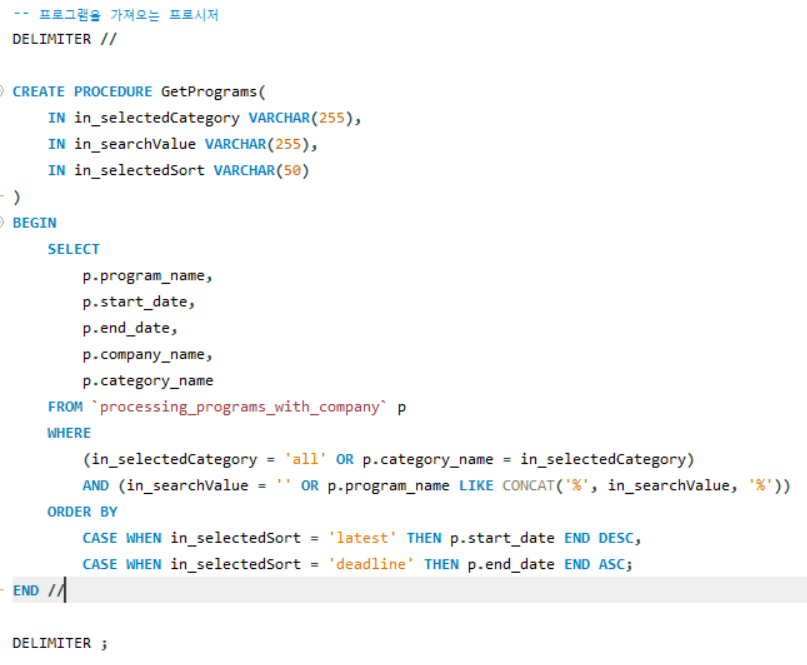 -- 프로그램을 가져오는 프로시저
DELIMITER //
CREATE PROCEDURE GetPrograms(
    IN in_selectedCategory VARCHAR(255),
    IN in_searchValue VARCHAR(255),
    IN in_selectedSort VARCHAR(50)
)
BEGIN
    SELECT
        p.program_name,
        p.start_date,
        p.end_date,
        p.company_name,
        p.category_name
    FROM `processing_programs_with_company` p
    WHERE
        (in_selectedCategory = 'all' OR p.category_name = in_selectedCategory)
        AND (in_searchValue = '' OR p.program_name LIKE CONCAT('%', in_searchValue, '%'))
    ORDER BY
        CASE WHEN in_selectedSort = 'latest' THEN p.start_date END DESC,
        CASE WHEN in_selectedSort = 'deadline' THEN p.end_date END ASC;
END //
DELIMITER ;